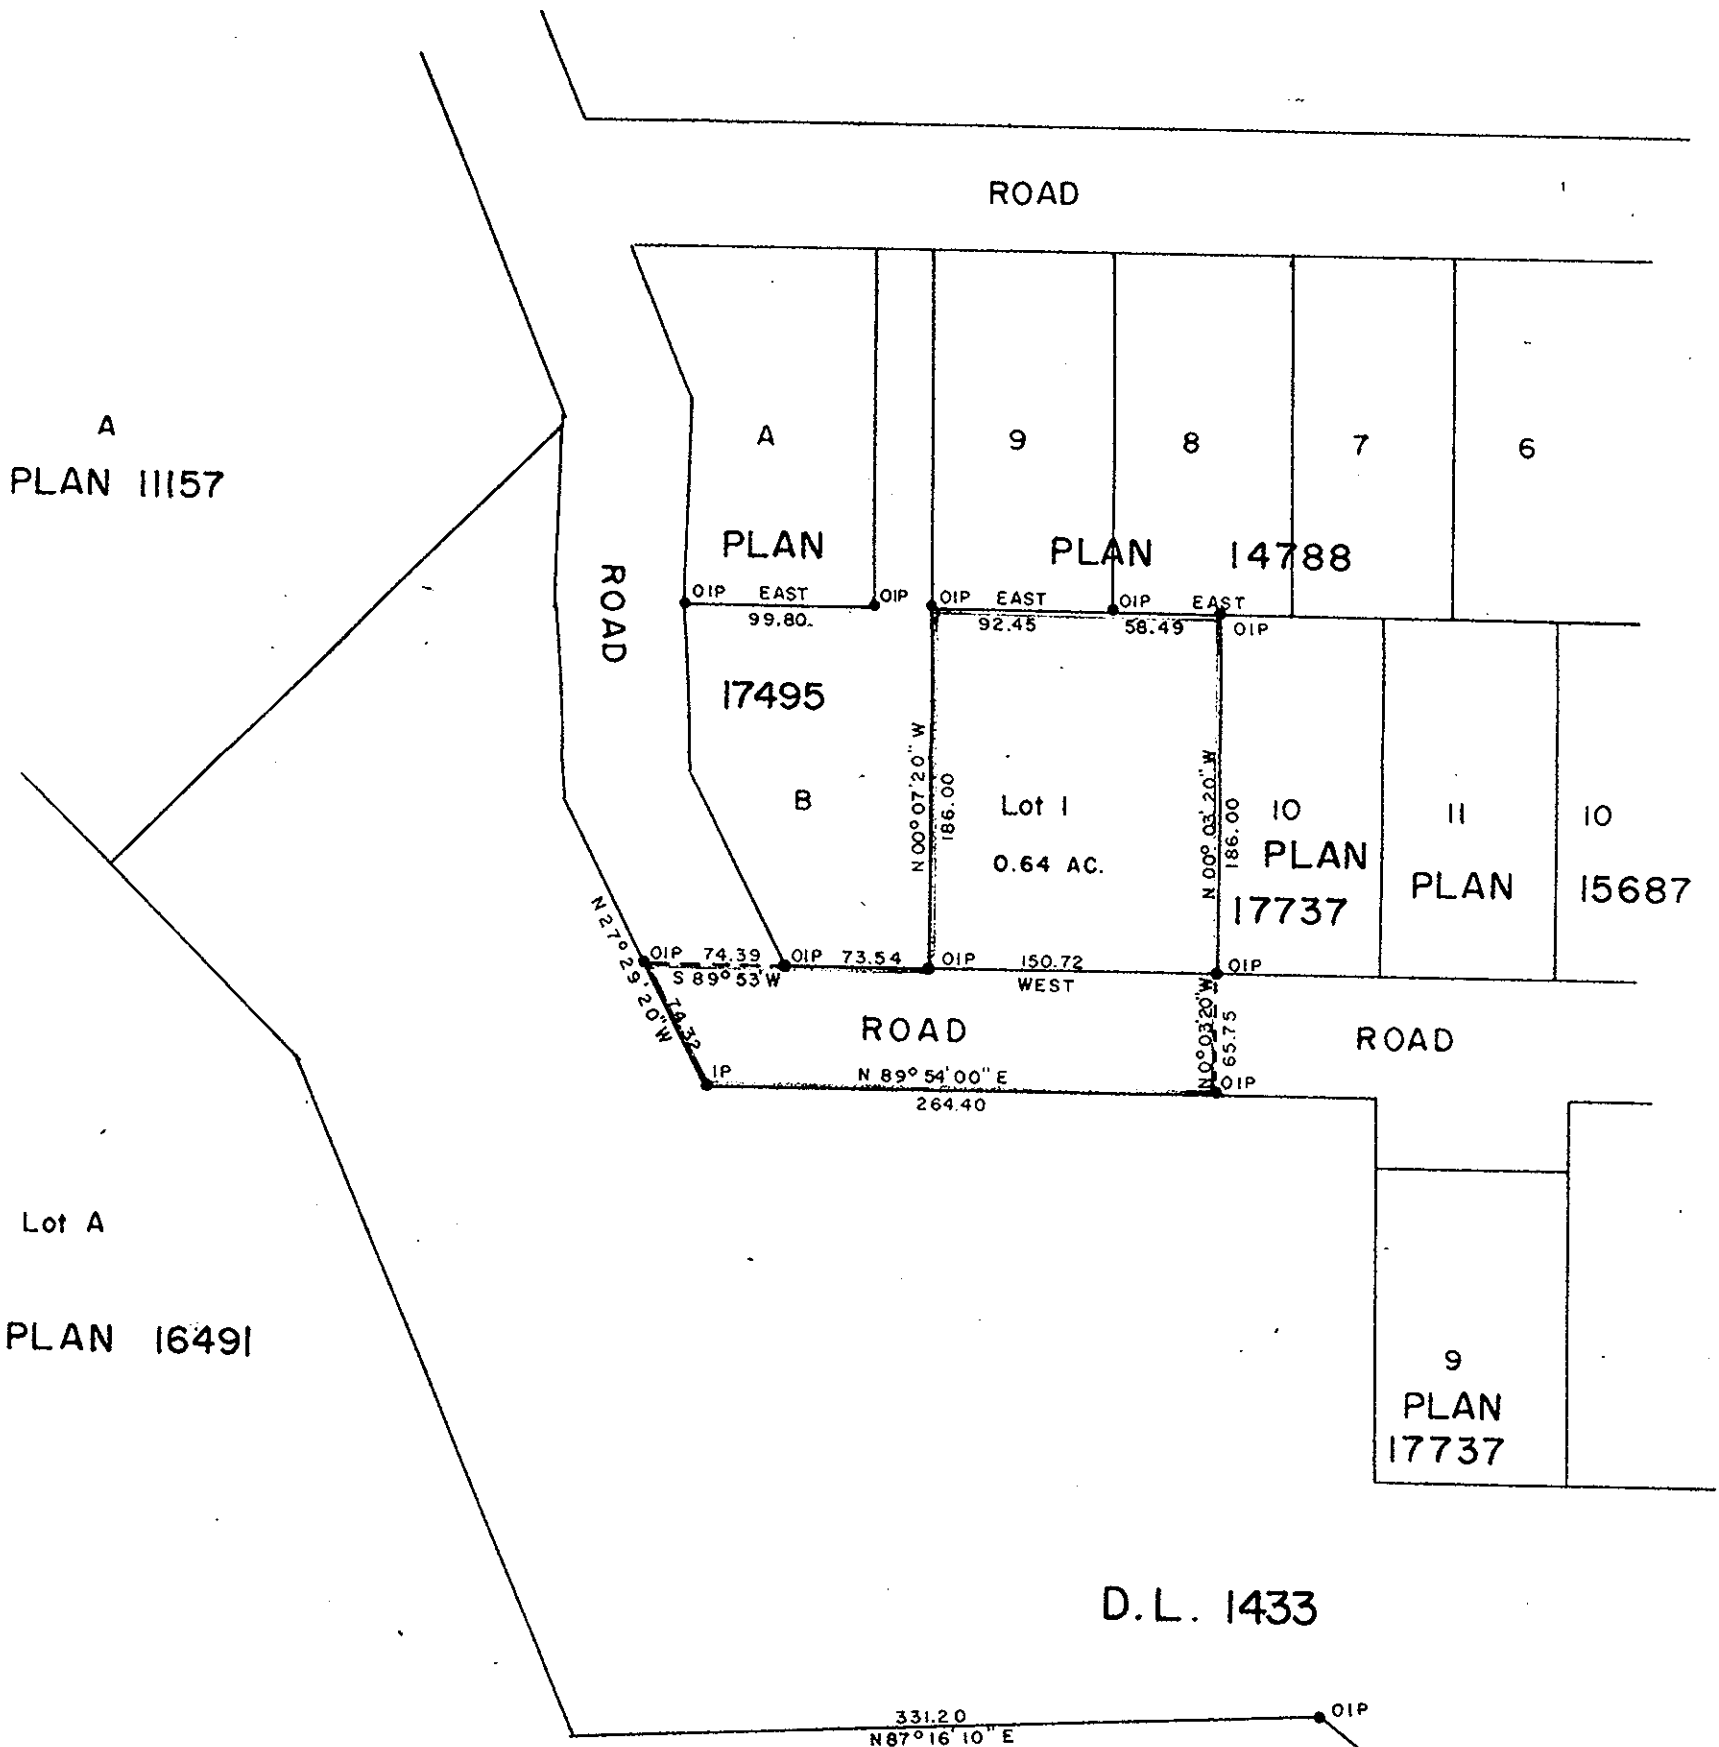 ROAD
A
PLAN 11157
A
9
8
7
6
PLAN
PLAN 14788
ROAD
OIP EAST OIP
99.80
OIP EAST OIP EAST
92.45 58.49 OIP
17495
N 00° 07' 20" W
186.00
N 00° 03' 20" W
186.00
B
Lot 1
0.64 AC.
10
PLAN
17737
11
10
PLAN 15687
N 27° 29' 20" W
74.32
OIP 74.39 OIP 73.54 OIP 150.72 OIP
S 89° 53' W
WEST
N 0° 03' 20" W
65.75
ROAD
ROAD
IP
N 89° 54' 00" E
OIP
264.40
Lot A
PLAN 16491
9
PLAN
17737
D.L. 1433
331.20
OIP
N 87° 16' 10" E